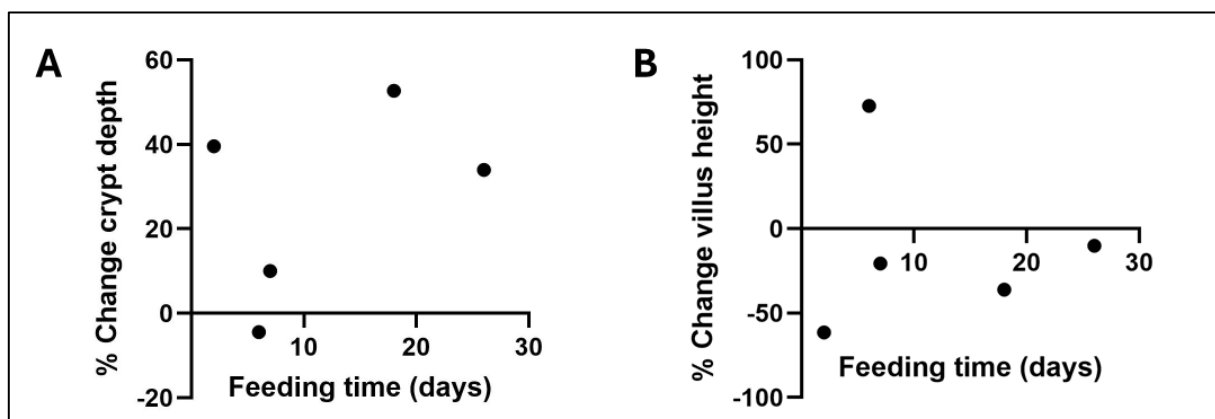 A
% Change crypt depth
60
40
20
0
-20
10
20
30
Feeding time (days)
B
% Change villus height
100
50
0
-50
-100
10
20
30
Feeding time (days)